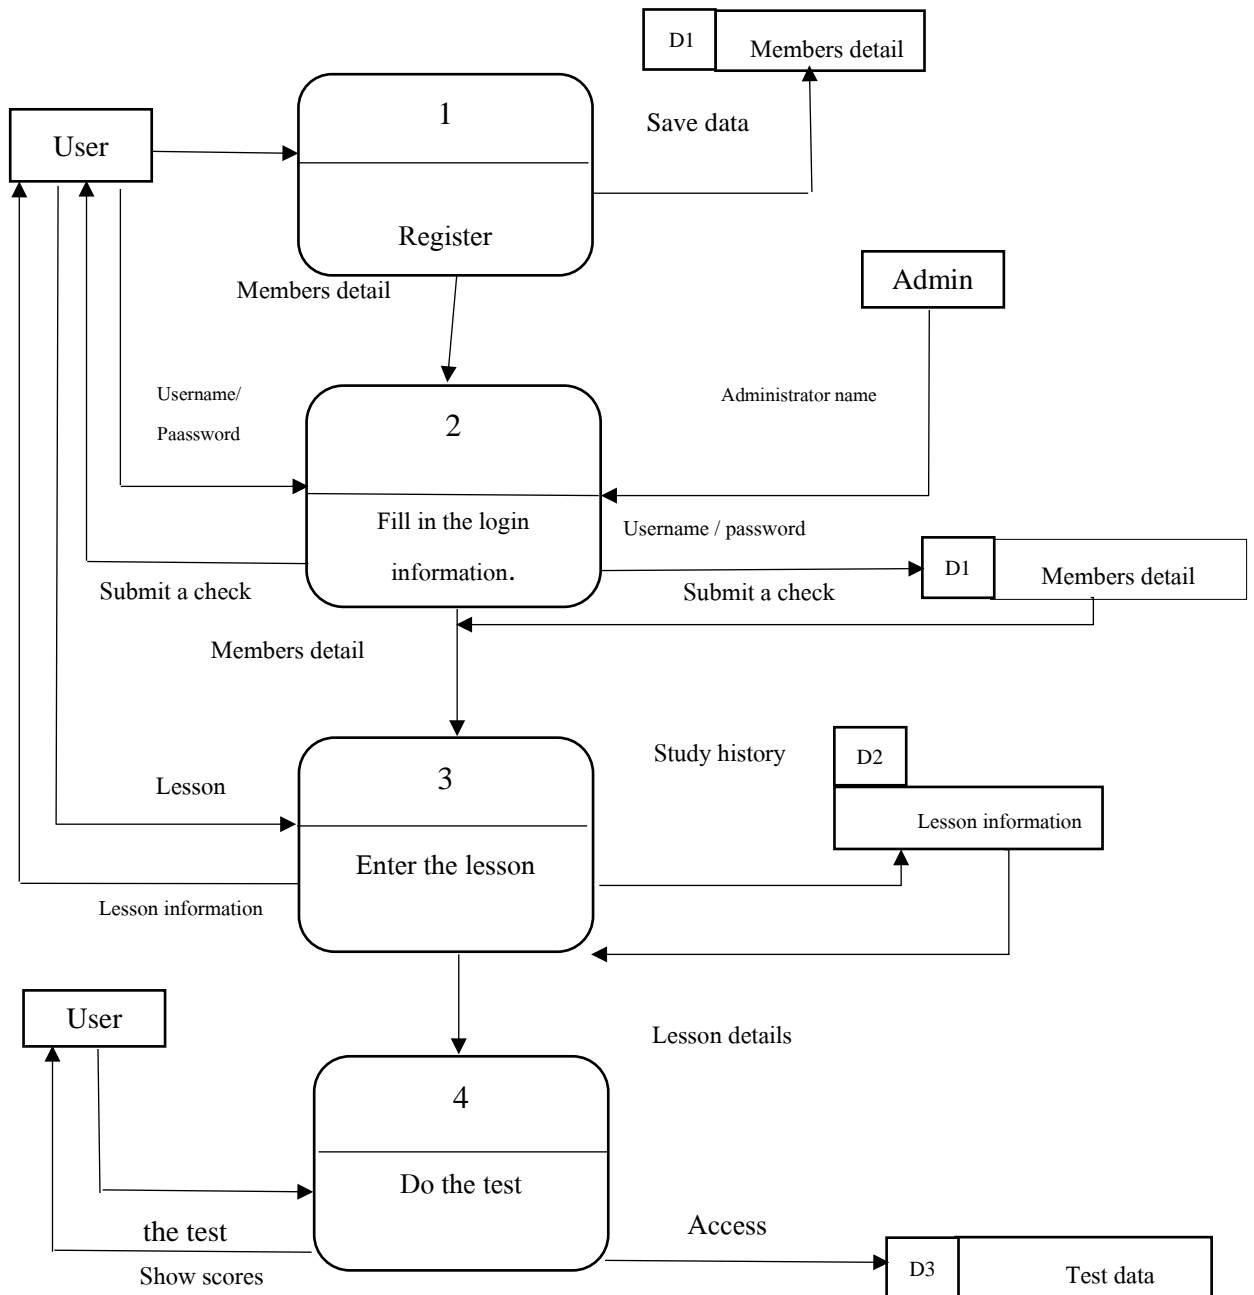 D1
Members detail
1
Save data
User
Register
Members detail
Admin
Username/
Paassword
Administrator name
2
Fill in the login
information.
Username / password
Submit a check
Submit a check
D1
Members detail
Members detail
3
Study history
D2
Lesson
Lesson information
Enter the lesson
Lesson information
User
Lesson details
4
Do the test
the test
Access
Show scores
D3
Test data